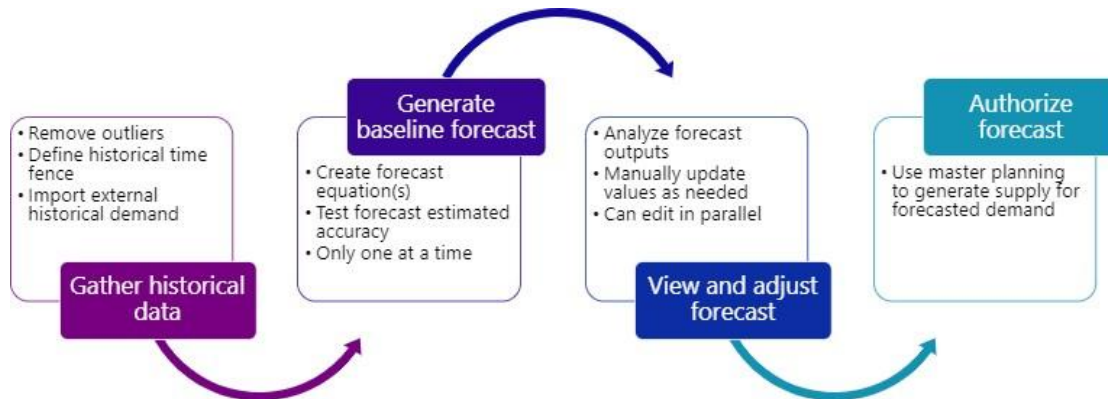 • Remove outliers
• Define historical time
fence
• Import external
historical demand
Gather historical
data
Generate
baseline forecast
• Create forecast
equation(s)
• Test forecast estimated
accuracy
• Only one at a time
• Analyze forecast
outputs
• Manually update
values as needed
• Can edit in parallel
View and adjust
forecast
Authorize
forecast
• Use master planning
to generate supply for
forecasted demand